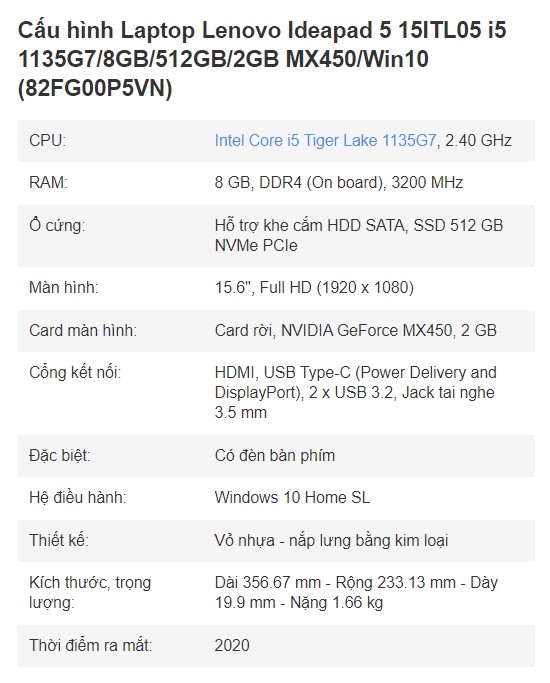 Cấu hình Laptop Lenovo Ideapad 5 15ITL05 i5
1135G7/8GB/512GB/2GB MX450/Win10
(82FG00P5VN)
CPU: Intel Core i5 Tiger Lake 1135G7, 2.40 GHz
RAM: 8 GB, DDR4 (On board), 3200 MHz
Ổ cứng: Hỗ trợ khe cắm HDD SATA, SSD 512 GB
NVMe PCIe
Màn hình: 15.6", Full HD (1920 x 1080)
Card màn hình: Card rời, NVIDIA GeForce MX450, 2 GB
Cổng kết nối: HDMI, USB Type-C (Power Delivery and
DisplayPort), 2 x USB 3.2, Jack tai nghe
3.5 mm
Đặc biệt: Có đèn bàn phím
Hệ điều hành: Windows 10 Home SL
Thiết kế: Vỏ nhựa - nắp lưng bằng kim loại
Kích thước, trọng lượng: Dài 356.67 mm - Rộng 233.13 mm - Dày
19.9 mm - Nặng 1.66 kg
Thời điểm ra mắt: 2020